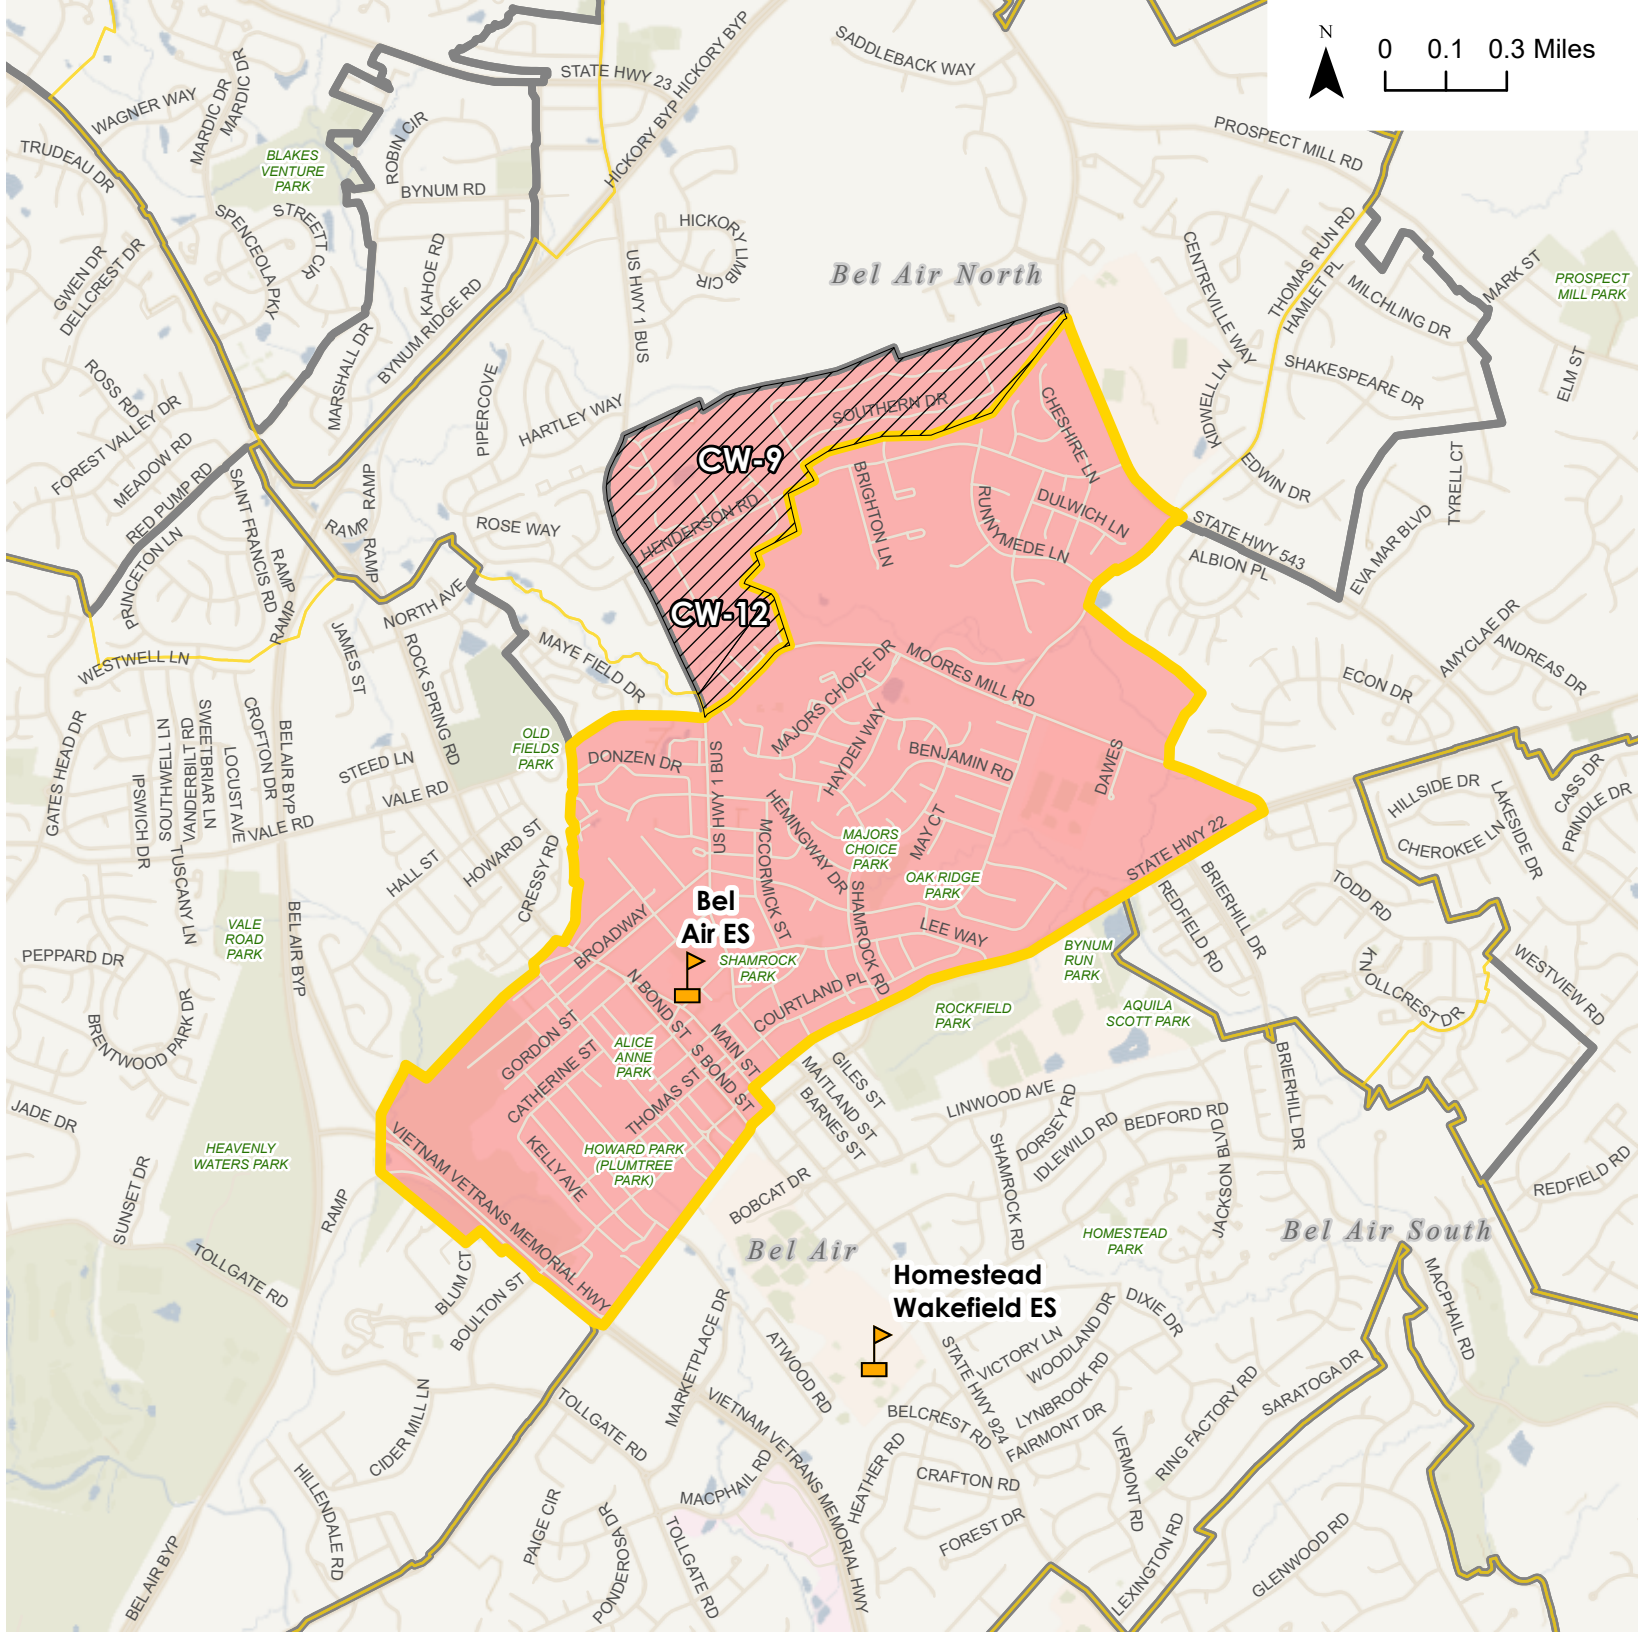 N
0 0.1 0.3 Miles
SADDLEBACK WAY
STATE HWY 23
HICKORY BYP
HICKORY BYP
WAGNER WAY
MARDIC DR
MARDIC DR
TRUDEAU DR
BLAKES
VENTURE
PARK
ROBIN CIR
BYNUM RD
PROSPECT MILL RD
SPENCEOLA PKY
STREETT CIR
GWEN DR
DELLCREST DR
KAHOE RD
BYNUM RIDGE RD
US HWY 1 BUS
HICKORY LIMB
CIR
Bel Air North
CENTREVILLE WAY
THOMAS RUN RD
HAMLET PL
MILCHLING DR
MARK ST
PROSPECT
MILL PARK
SHAKESPEARE DR
ELM ST
KIDWELL LN
EDWIN DR
TYRELL CT
MARSHALL DR
PIPERCOVE
HARTLEY WAY
ROSS RD
FOREST VALLEY DR
MEADOW RD
RED PUMP RD
PRINCETON LN
SAINT FRANCIS RD
RAMP
RAMP
RAMP
RAMP
RAMP
ROSE WAY
NORTH AVE
SOUTHERN DR
CW-9
HENDERSON RD
CW-12
CHESHIRE LN
BRIGHTON LN
RUNNYMEDE LN
DULWICH LN
STATE HWY 543
ALBION PL
EVA MAR BLVD
AMYCLAE DR
ANDREAS DR
ECON DR
WESTWELL LN
JAMES ST
ROCK SPRING RD
MAYE FIELD DR
MOORES MILL RD
MAJORS CHOICE DR
HAYDEN WAY
BENJAMIN RD
DAWES
OLD
FIELDS
PARK
DONZEN DR
US HWY 1 BUS
GATES HEAD DR
IPSWICH DR
SOUTHWELL LN
VANDERBILT RD
SWEETBRIAR LN
LOCUST AVE
CROFTON DR
BEL AIR BYP
STEED LN
VALE RD
VALE RD
TUSCANY LN
HALL ST
HOWARD ST
CRESSY RD
MCCORMICK ST
HEMINGWAY DR
MAJORS
CHOICE
PARK
MAY CT
OAK RIDGE
PARK
SHAMROCK RD
LEE WAY
STATE HWY 22
HILLSIDE DR
CHEROKEE LN
LAKESIDE DR
CASS DR
PRINDLE DR
TODD RD
REDFIELD RD
BRIERHILL DR
Bel
Air ES
BROADWAY
SHAMROCK
PARK
COURTLAND PL
BYNUM
RUN
PARK
KNOLLCREST DR
WESTVIEW RD
PEPPARD DR
VALE
ROAD
PARK
BEL AIR BYP
BRENTWOOD PARK DR
N BOND ST
MAIN ST
S BOND ST
GORDON ST
CATHERINE ST
ALICE
ANNE
PARK
THOMAS ST
ROCKFIELD
PARK
AQUILA
SCOTT PARK
GILES ST
MAITLAND ST
BARNES ST
LINWOOD AVE
DORSEY RD
IDLEWILD RD
BEDFORD RD
BRIERHILL DR
JACKSON BLVD
SHAMROCK RD
REDFIELD RD
JADE DR
HEAVENLY
WATERS PARK
SUNSET DR
RAMP
TOLLGATE RD
VIETNAM VETRANS MEMORIAL HWY
KELLY AVE
HOWARD PARK
(PLUMTREE
PARK)
BOBCAT DR
Bel Air
HOMESTEAD
PARK
Bel Air South
MACPHAIL RD
Homestead
Wakefield ES
BLUM CT
BOULTON ST
MARKETPLACE DR
ATWOOD RD
STATE HWY 924
VICTORY LN
WOODLAND DR
DIXIE DR
LYNBROOK RD
FAIRMONT DR
BELCREST RD
SARATOGA DR
RING FACTORY RD
VERMONT RD
CIDER MILL LN
TOLLGATE RD
VIETNAM VETRANS MEMORIAL HWY
HEATHER RD
CRAFTON RD
FOREST DR
MACPHAIL RD
HILLENDALE RD
PAIGE CIR
PONDEROSA DR
TOLLGATE RD
LEXINGTON RD
GLENWOOD RD
BEL AIR BYP